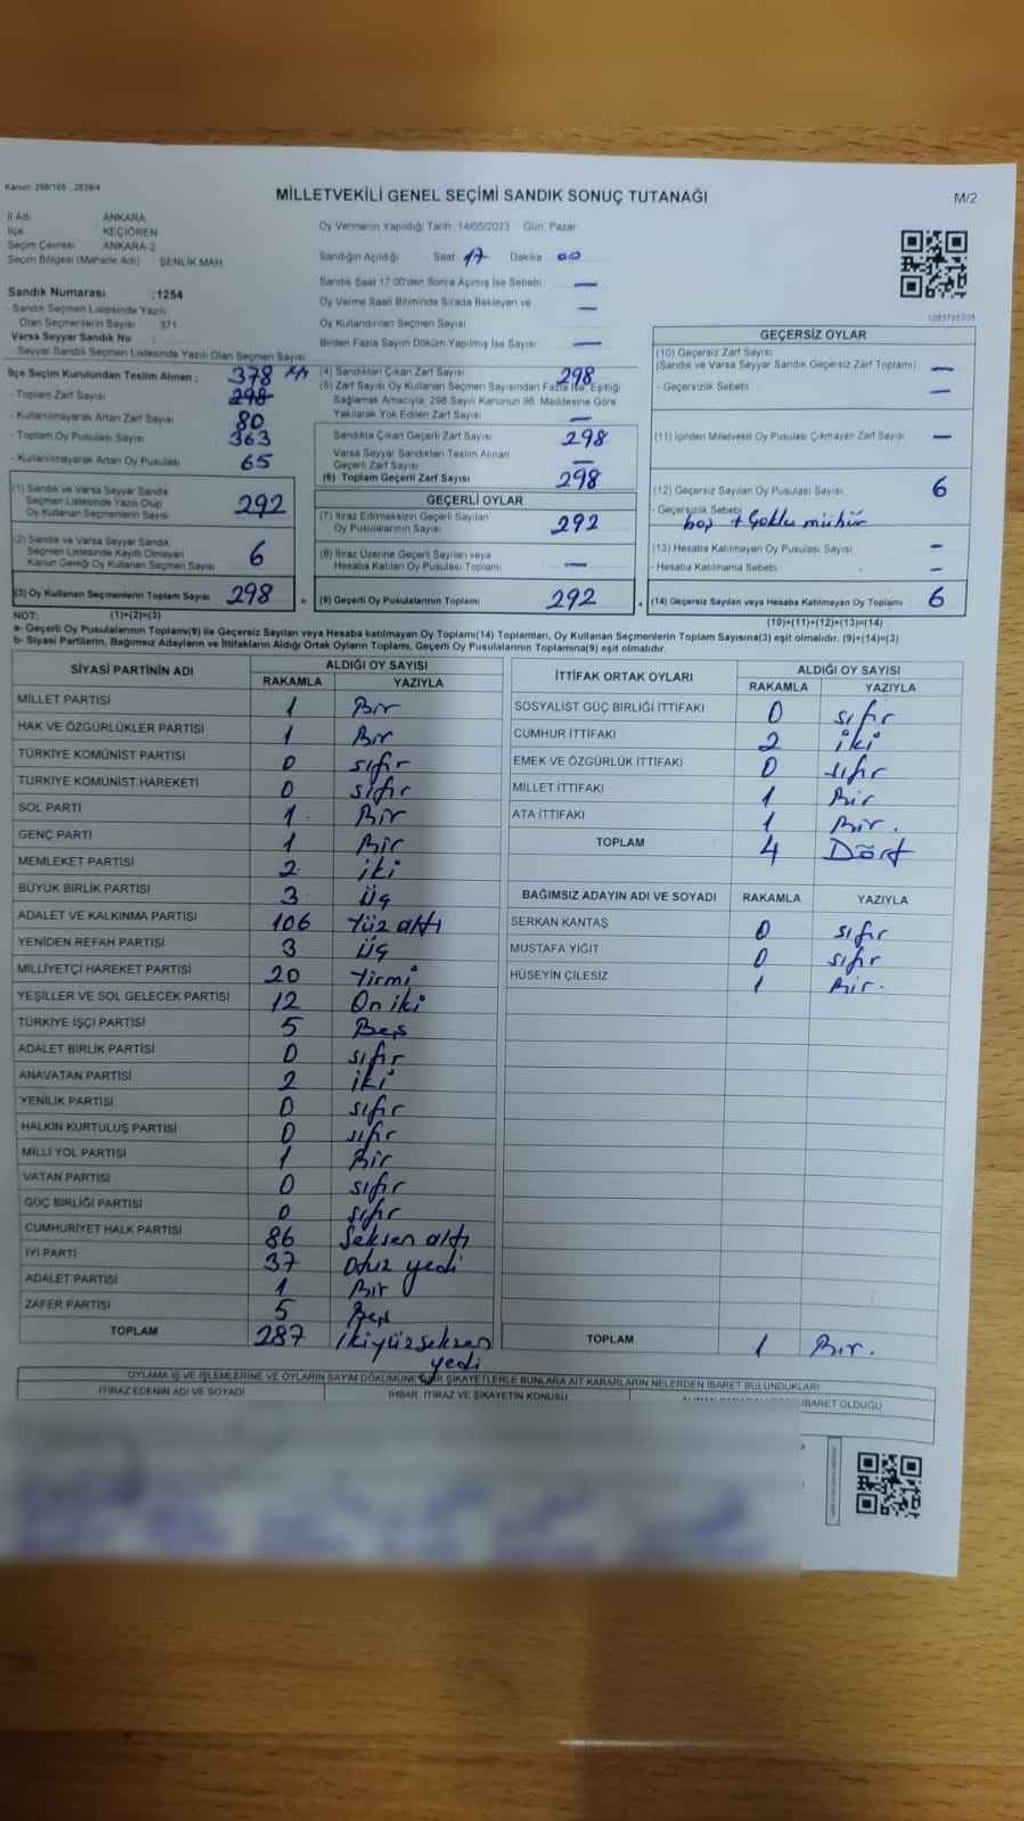 Kanun: 298/105 , 2839/4
MİLLETVEKİLİ GENEL SEÇİMİ SANDIK SONUÇ TUTANAĞI
M/2
İl Adı ANKARA
İlçe KEÇİÖREN
Seçim Çevresi ANKARA-2
Seçim Bölgesi (Mahalle Adı) ŞENLİK MAH
Sandık Numarası :1254
- Sandık Seçmen Listesinde Yazılı
Olan Seçmenlerin Sayısı 371
Varsa Seyyar Sandık No :
- Seyyar Sandık Seçmen Listesinde Yazılı Olan Seçmen Sayısı
Oy Vermenin Yapıldığı Tarih :14/05/2023 Gün: Pazar
Sandığın Açıldığı Saat 17 Dakika 00
Sandık Saat 17:00'den Sonra Açılmış İse Sebebi : —
Oy Verme Saati Bitiminde Sırada Bekleyen ve
Oy Kullandırılan Seçmen Sayısı —
Birden Fazla Sayım Döküm Yapılmış İse Sayısı —
İlçe Seçim Kurulundan Teslim Alınan : 378
- Toplam Zarf Sayısı 298
- Kullanılmayarak Artan Zarf Sayısı 80
- Toplam Oy Pusulası Sayısı 363
- Kullanılmayarak Artan Oy Pusulası 65
(1) Sandık ve Varsa Seyyar Sandık
Seçmen Listesinde Yazılı Olup
Oy Kullanan Seçmenlerin Sayısı 292
(2) Sandık ve Varsa Seyyar Sandık
Seçmen Listesinde Kayıtlı Olmayan
Kanun Gereği Oy Kullanan Seçmen Sayısı 6
(3) Oy Kullanan Seçmenlerin Toplam Sayısı 298
(4) Sandıktan Çıkan Zarf Sayısı 298
(5) Zarf Sayısı Oy Kullanan Seçmen Sayısından Fazla İse, Eşitliği
Sağlamak Amacıyla; 298 Sayılı Kanunun 98. Maddesine Göre
Yakılarak Yok Edilen Zarf Sayısı —
Sandıkta Çıkan Geçerli Zarf Sayısı 298
Varsa Seyyar Sandıktan Teslim Alınan
Geçerli Zarf Sayısı —
(6) Toplam Geçerli Zarf Sayısı 298
GEÇERLİ OYLAR
(7) İtiraz Edilmeksizin Geçerli Sayılan
Oy Pusulalarının Sayısı 292
(8) İtiraz Üzerine Geçerli Sayılan veya
Hesaba Katılan Oy Pusulası Toplamı —
(9) Geçerli Oy Pusulalarının Toplamı 292
GEÇERSİZ OYLAR
(10) Geçersiz Zarf Sayısı
(Sandık ve Varsa Seyyar Sandık Geçersiz Zarf Toplamı) —
- Geçersizlik Sebebi —
(11) İçinden Milletvekili Oy Pusulası Çıkmayan Zarf Sayısı —
(12) Geçersiz Sayılan Oy Pusulası Sayısı 6
- Geçersizlik Sebebi boş + çoklu mühür
(13) Hesaba Katılmayan Oy Pusulası Sayısı —
- Hesaba Katılmama Sebebi —
(14) Geçersiz Sayılan veya Hesaba Katılmayan Oy Toplamı 6
NOT: (1)+(2)=(3) (10)+(11)+(12)+(13)=(14)
a- Geçerli Oy Pusulalarının Toplamı(9) ile Geçersiz Sayılan veya Hesaba katılmayan Oy Toplamı(14) Toplamları, Oy Kullanan Seçmenlerin Toplam Sayısına(3) eşit olmalıdır. (9)+(14)=(3)
b- Siyasi Partilerin, Bağımsız Adayların ve İttifakların Aldığı Ortak Oyların Toplamı, Geçerli Oy Pusulalarının Toplamına(9) eşit olmalıdır.
SİYASİ PARTİNİN ADI ALDIĞI OY SAYISI
RAKAMLA YAZIYLA
MİLLET PARTİSİ 1 Bir
HAK VE ÖZGÜRLÜKLER PARTİSİ 1 Bir
TÜRKİYE KOMÜNİST PARTİSİ 0 sıfır
TÜRKİYE KOMÜNİST HAREKETİ 0 sıfır
SOL PARTİ 1 Bir
GENÇ PARTİ 1 Bir
MEMLEKET PARTİSİ 2 iki
BÜYÜK BİRLİK PARTİSİ 3 Üç
ADALET VE KALKINMA PARTİSİ 106 Yüz altı
YENİDEN REFAH PARTİSİ 3 Üç
MİLLİYETÇİ HAREKET PARTİSİ 20 Yirmi
YEŞİLLER VE SOL GELECEK PARTİSİ 12 On iki
TÜRKİYE İŞÇİ PARTİSİ 5 Beş
ADALET BİRLİK PARTİSİ 0 sıfır
ANAVATAN PARTİSİ 2 iki
YENİLİK PARTİSİ 0 sıfır
HALKIN KURTULUŞ PARTİSİ 0 sıfır
MİLLİ YOL PARTİSİ 1 Bir
VATAN PARTİSİ 0 sıfır
GÜÇ BİRLİĞİ PARTİSİ 0 sıfır
CUMHURİYET HALK PARTİSİ 86 Seksen altı
İYİ PARTİ 37 Otuz yedi
ADALET PARTİSİ 1 Bir
ZAFER PARTİSİ 5 Beş
TOPLAM 287 İkiyüzseksen
yedi
İTTİFAK ORTAK OYLARI ALDIĞI OY SAYISI
RAKAMLA YAZIYLA
SOSYALİST GÜÇ BİRLİĞİ İTTİFAKI 0 sıfır
CUMHUR İTTİFAKI 2 iki
EMEK VE ÖZGÜRLÜK İTTİFAKI 0 sıfır
MİLLET İTTİFAKI 1 Bir
ATA İTTİFAKI 1 Bir.
TOPLAM 4 Dört
BAĞIMSIZ ADAYIN ADI VE SOYADI RAKAMLA YAZIYLA
SERKAN KANTAŞ 0 sıfır
MUSTAFA YİĞİT 0 sıfır
HÜSEYİN ÇİLESİZ 1 Bir.
TOPLAM 1 Bir.
OYLAMA İŞ VE İŞLEMLERİNE VE OYLARIN SAYIM DÖKÜMÜNE DAİR ŞİKAYETLERLE BUNLARA AİT KARARLARIN NELERDEN İBARET BULUNDUKLARI
İTİRAZ EDENİN ADI VE SOYADI İHBAR, İTİRAZ VE ŞİKAYETİN KONUSU İBARET OLDUĞU